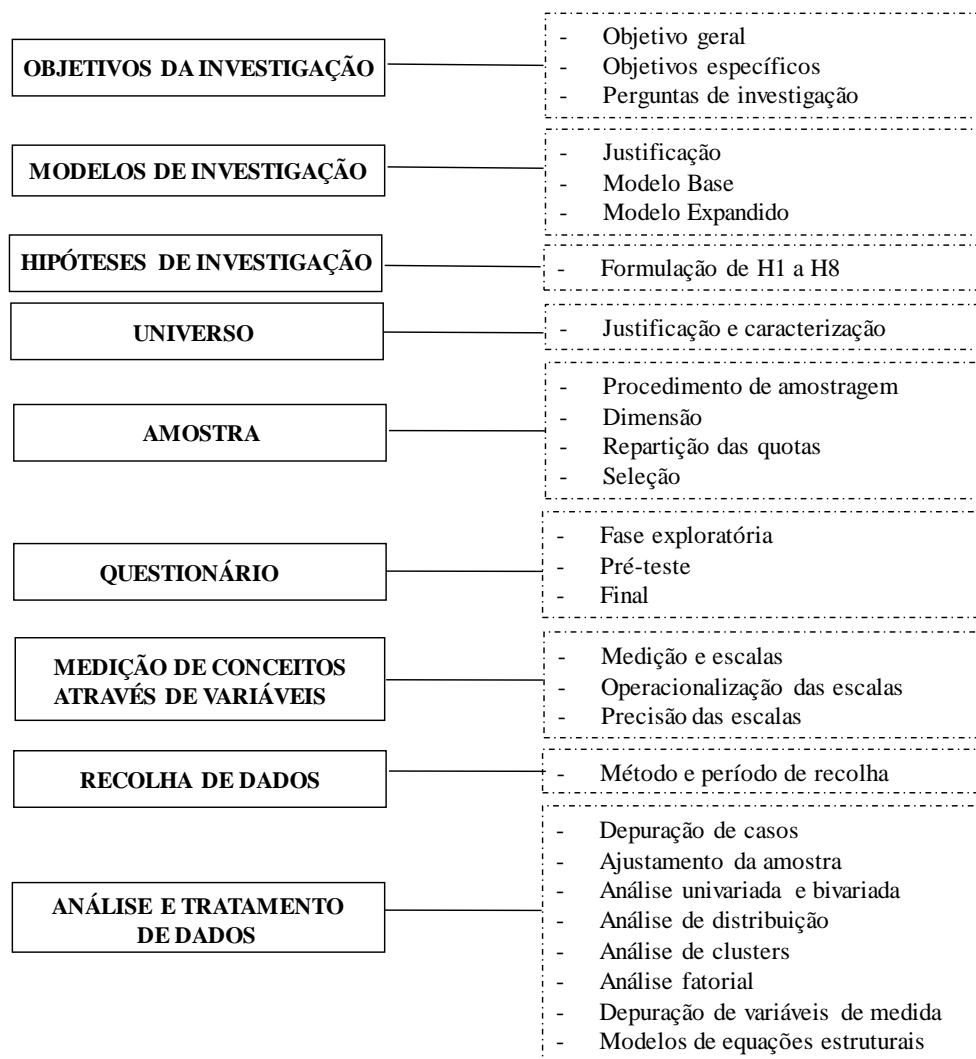 OBJETIVOS DA INVESTIGAÇÃO
- Objetivo geral
- Objetivos específicos
- Perguntas de investigação
MODELOS DE INVESTIGAÇÃO
- Justificação
- Modelo Base
- Modelo Expandido
HIPÓTESES DE INVESTIGAÇÃO
- Formulação de H1 a H8
UNIVERSO
- Justificação e caracterização
AMOSTRA
- Procedimento de amostragem
- Dimensão
- Repartição das quotas
- Seleção
QUESTIONÁRIO
- Fase exploratória
- Pré-teste
- Final
MEDIÇÃO DE CONCEITOS
ATRAVÉS DE VARIÁVEIS
- Medição e escalas
- Operacionalização das escalas
- Precisão das escalas
RECOLHA DE DADOS
- Método e período de recolha
ANÁLISE E TRATAMENTO
DE DADOS
- Depuração de casos
- Ajustamento da amostra
- Análise univariada e bivariada
- Análise de distribuição
- Análise de clusters
- Análise fatorial
- Depuração de variáveis de medida
- Modelos de equações estruturais